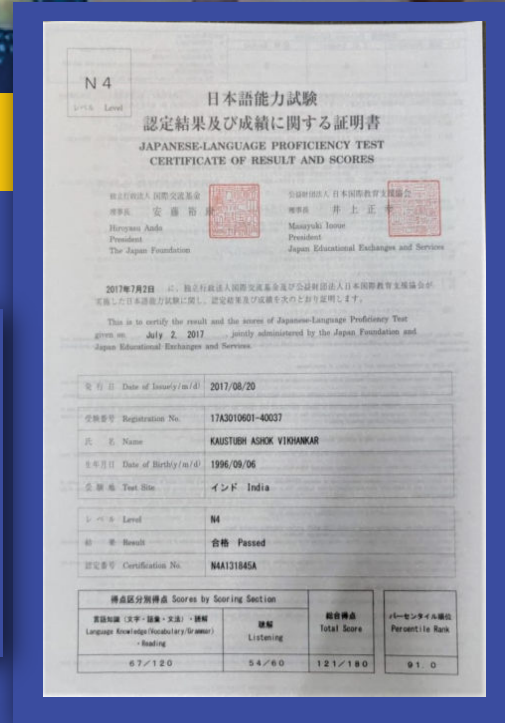 N4
レベル Level
日本語能力試験
認定結果及び成績に関する証明書
JAPANESE-LANGUAGE PROFICIENCY TEST
CERTIFICATE OF RESULT AND SCORES
独立行政法人 国際交流基金
理事長 安藤裕康
Hiroyasu Ando
President
The Japan Foundation
公益財団法人 日本国際教育支援協会
理事長 井上正幸
Masayuki Inoue
President
Japan Educational Exchanges and Services
2017年7月2日 に、独立行政法人国際交流基金及び公益財団法人日本国際教育支援協会が
実施した日本語能力試験に関し、認定結果及び成績を次のとおり証明します。
This is to certify the result and the scores of Japanese-Language Proficiency Test
given on July 2, 2017 , jointly administered by the Japan Foundation and
Japan Educational Exchanges and Services.
発行日 Date of Issue(y/m/d) 2017/08/20
受験番号 Registration No. 17A3010601-40037
氏名 Name KAUSTUBH ASHOK VIKHANKAR
生年月日 Date of Birth(y/m/d) 1996/09/06
受験地 Test Site インド India
レベル Level N4
結果 Result 合格 Passed
認定番号 Certification No. N4A131845A
得点区分別得点 Scores by Scoring Section
言語知識（文字・語彙・文法）・読解
Language Knowledge(Vocabulary/Grammar)
・Reading
聴解
Listening
総合得点
Total Score
パーセンタイル順位
Percentile Rank
67/120
54/60
121/180
91.0